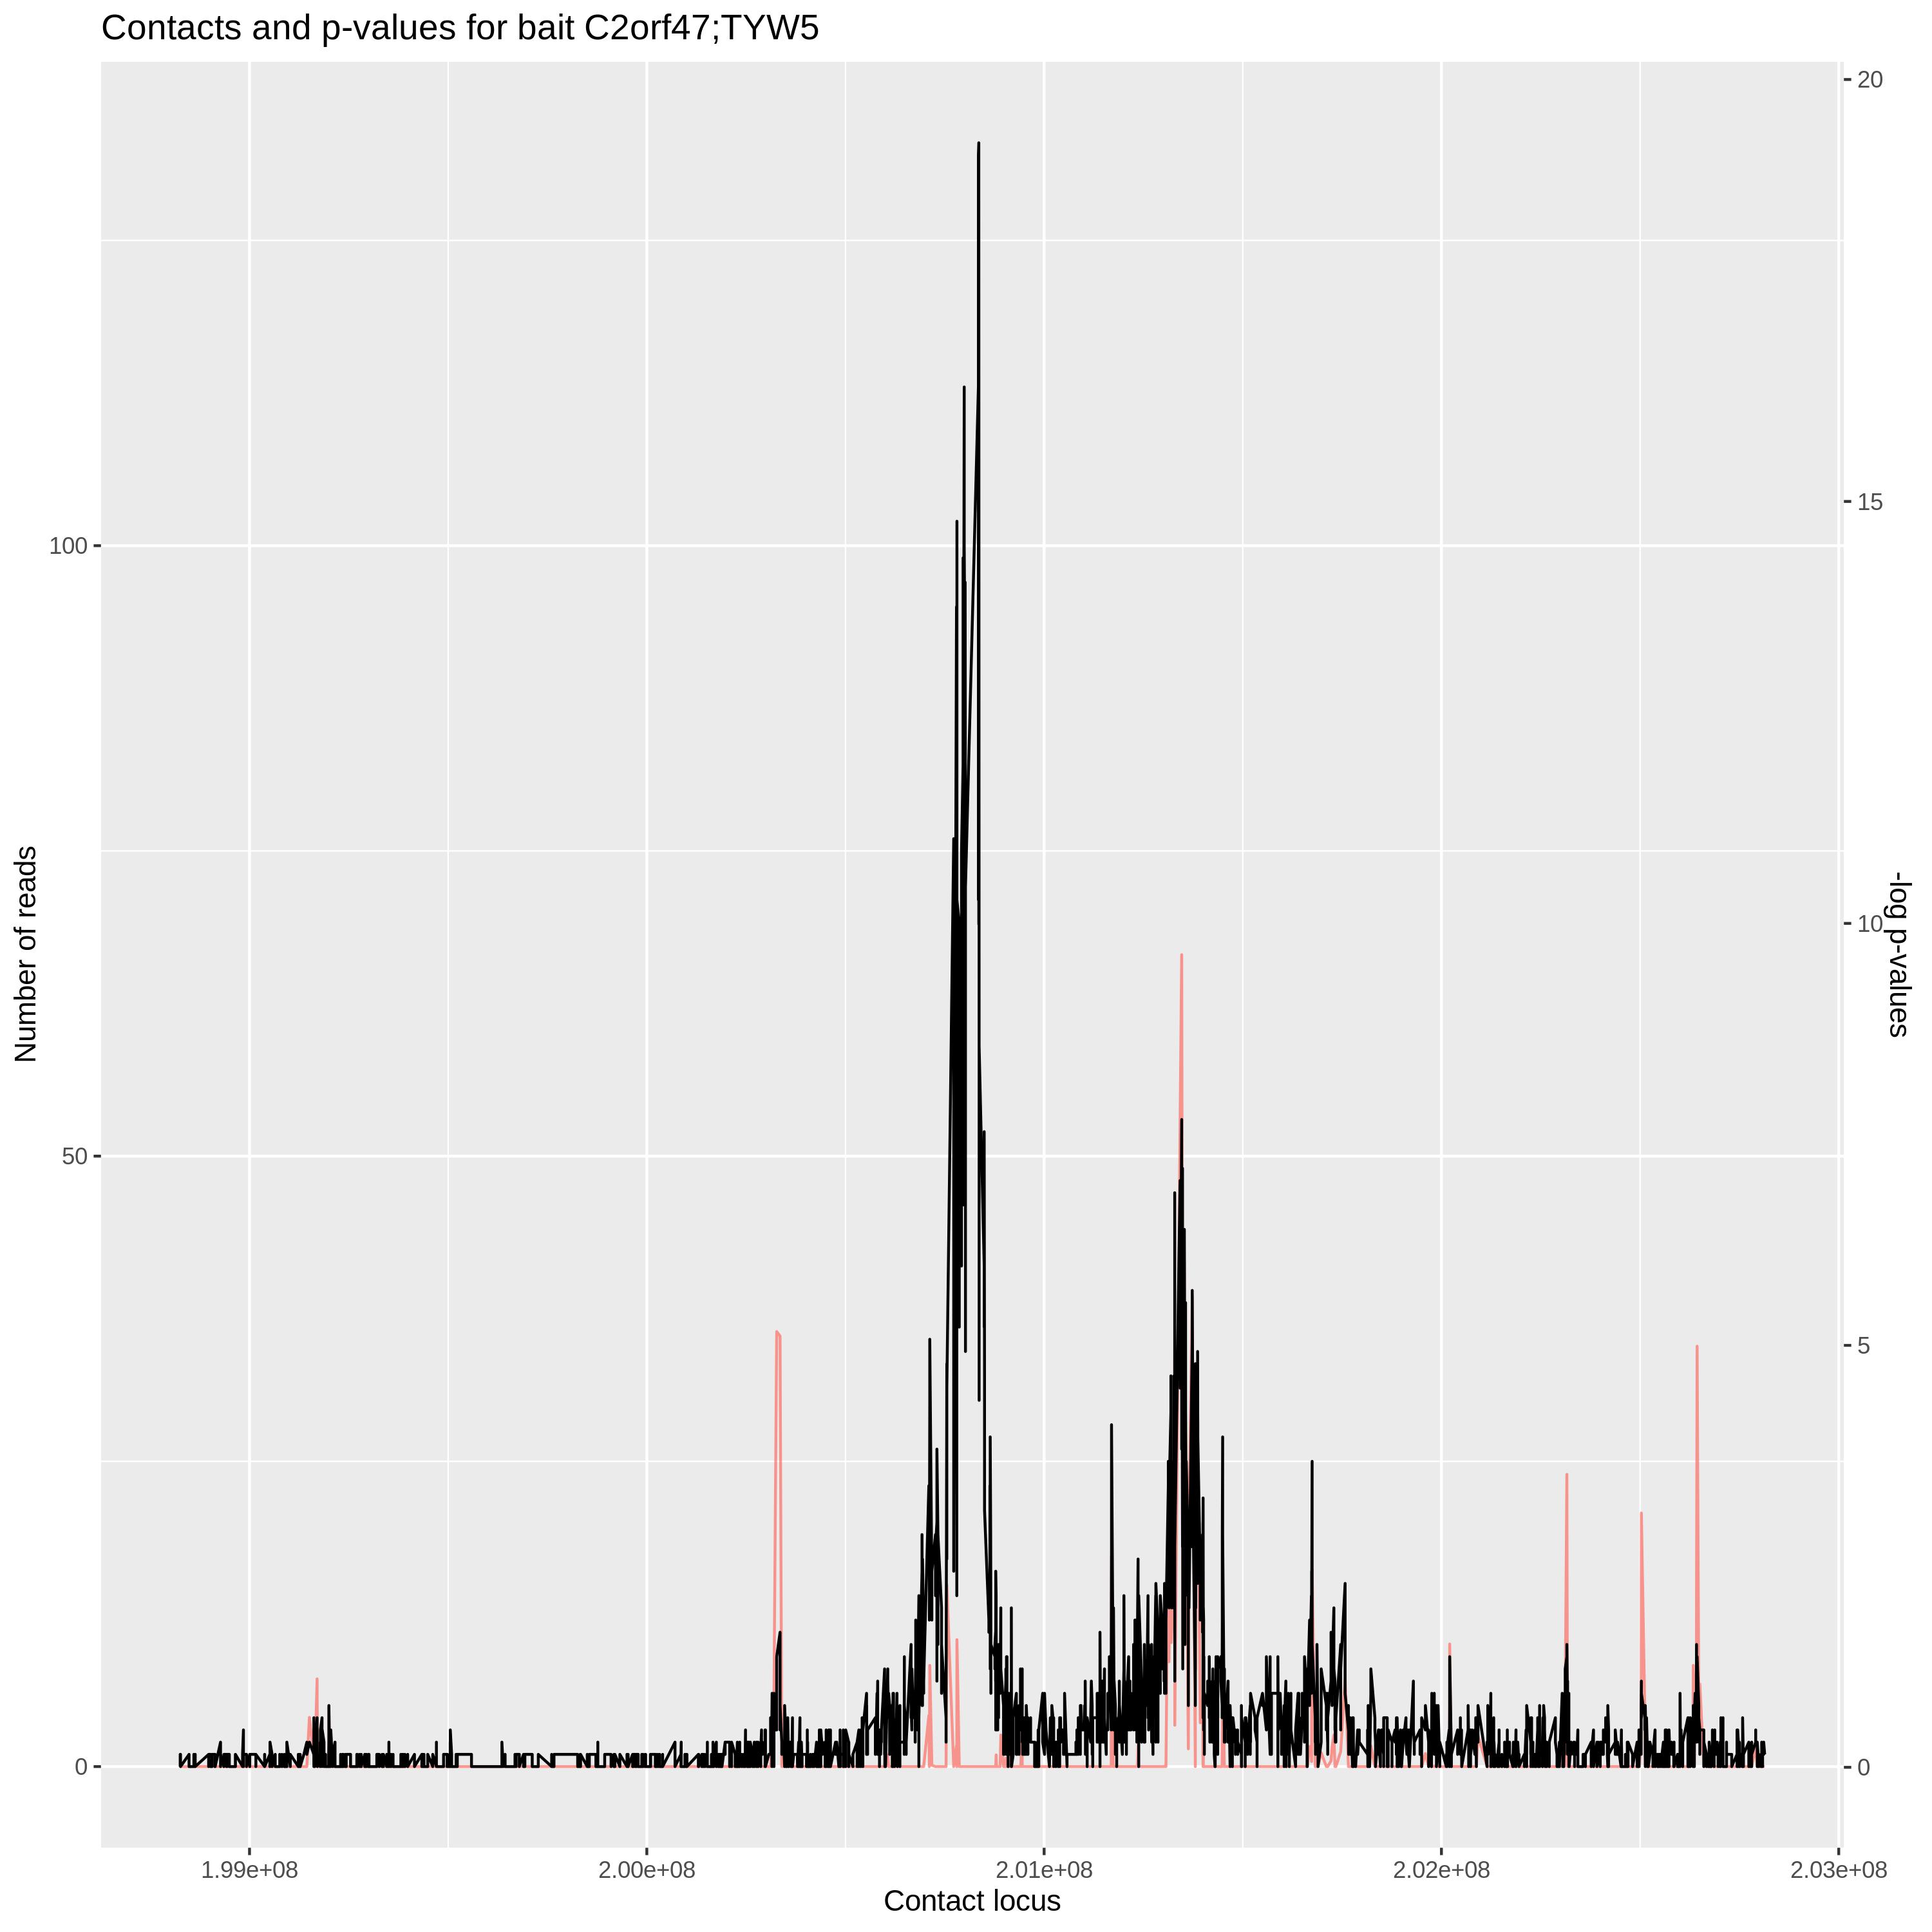 Contacts and p-values for bait C2orf47;TYW5
Number of reads
100
50
0
20
15
10
5
0
-log p-values
1.99e+08 2.00e+08 2.01e+08 2.02e+08 2.03e+08
Contact locus